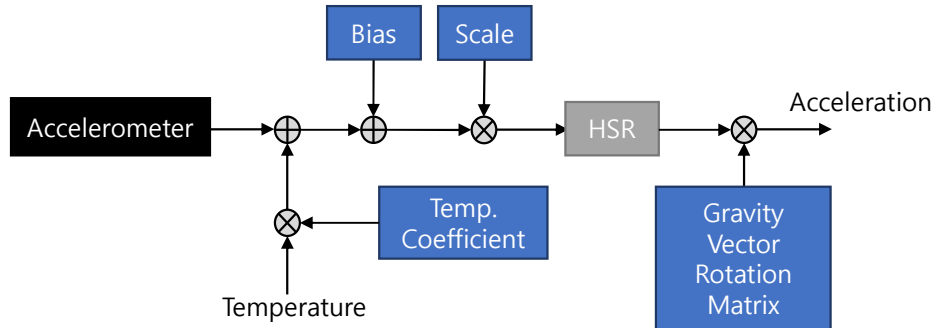 Bias
Scale
Acceleration
Accelerometer
HSR
Temp.
Coefficient
Gravity
Vector
Rotation
Matrix
Temperature